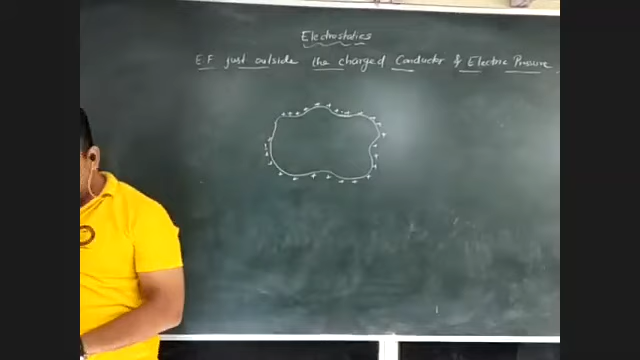 Electrostatics
E.F just outside the charged Conductor & Electric Pressure.